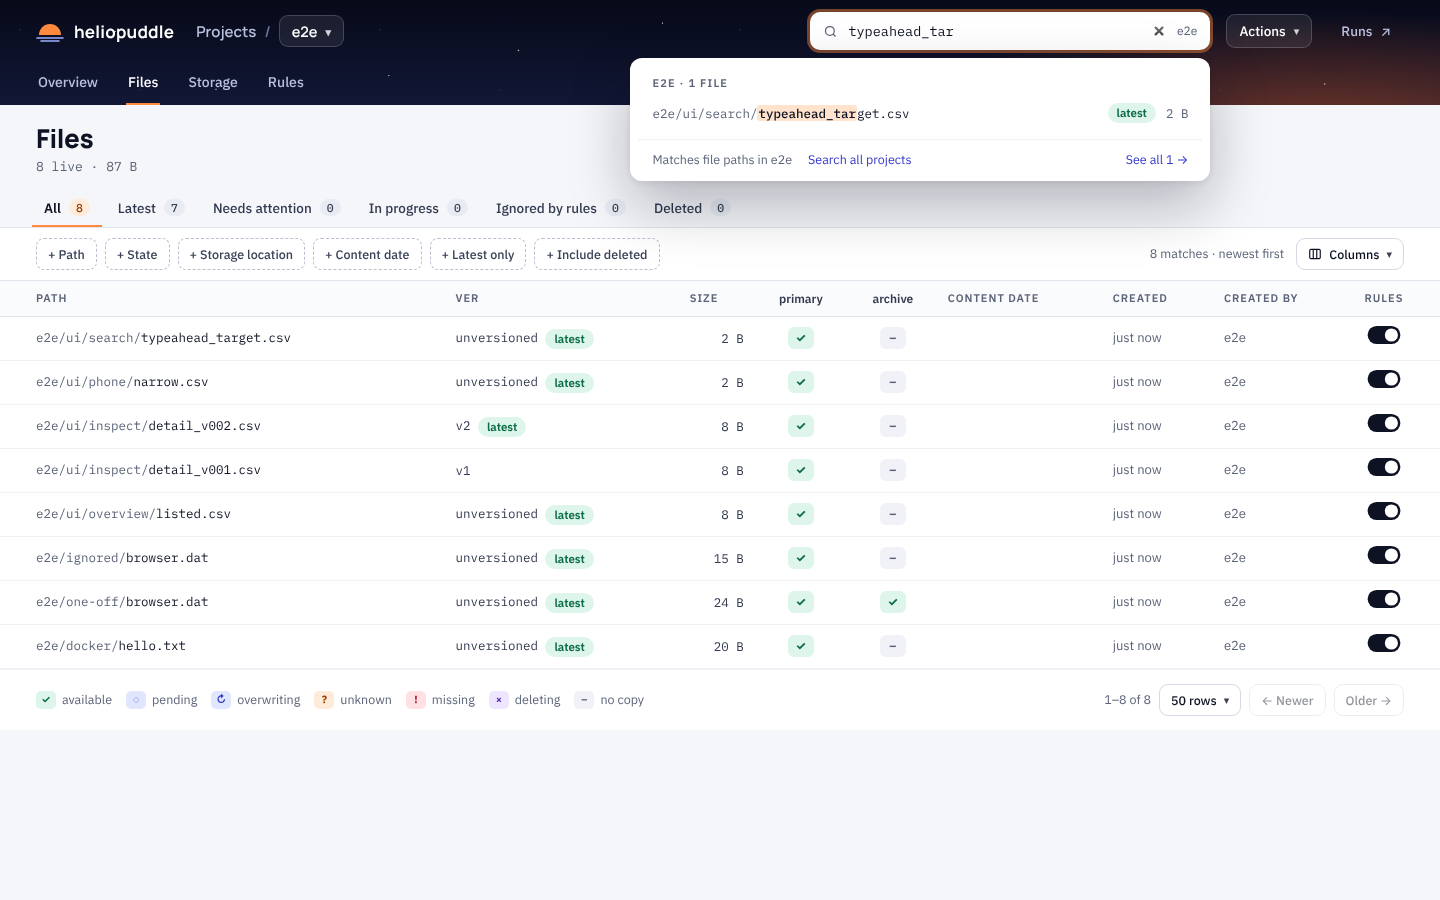 heliopuddle Projects / e2e ▾ typeahead_tar ✕ e2e Actions ▾ Runs ↗
Overview Files Storage Rules
E2E · 1 FILE
e2e/ui/search/typeahead_target.csv latest 2 B
Matches file paths in e2e Search all projects See all 1 →
Files
8 live · 87 B
All 8 Latest 7 Needs attention 0 In progress 0 Ignored by rules 0 Deleted 0
+ Path + State + Storage location + Content date + Latest only + Include deleted 8 matches · newest first Columns ▾
PATH VER SIZE primary archive CONTENT DATE CREATED CREATED BY RULES
e2e/ui/search/typeahead_target.csv unversioned latest 2 B ✓ – just now e2e
e2e/ui/phone/narrow.csv unversioned latest 2 B ✓ – just now e2e
e2e/ui/inspect/detail_v002.csv v2 latest 8 B ✓ – just now e2e
e2e/ui/inspect/detail_v001.csv v1 8 B ✓ – just now e2e
e2e/ui/overview/listed.csv unversioned latest 8 B ✓ – just now e2e
e2e/ignored/browser.dat unversioned latest 15 B ✓ – just now e2e
e2e/one-off/browser.dat unversioned latest 24 B ✓ ✓ just now e2e
e2e/docker/hello.txt unversioned latest 20 B ✓ – just now e2e
✓ available ◌ pending ↻ overwriting ? unknown ! missing × deleting – no copy 1–8 of 8 50 rows ▾ ← Newer Older →